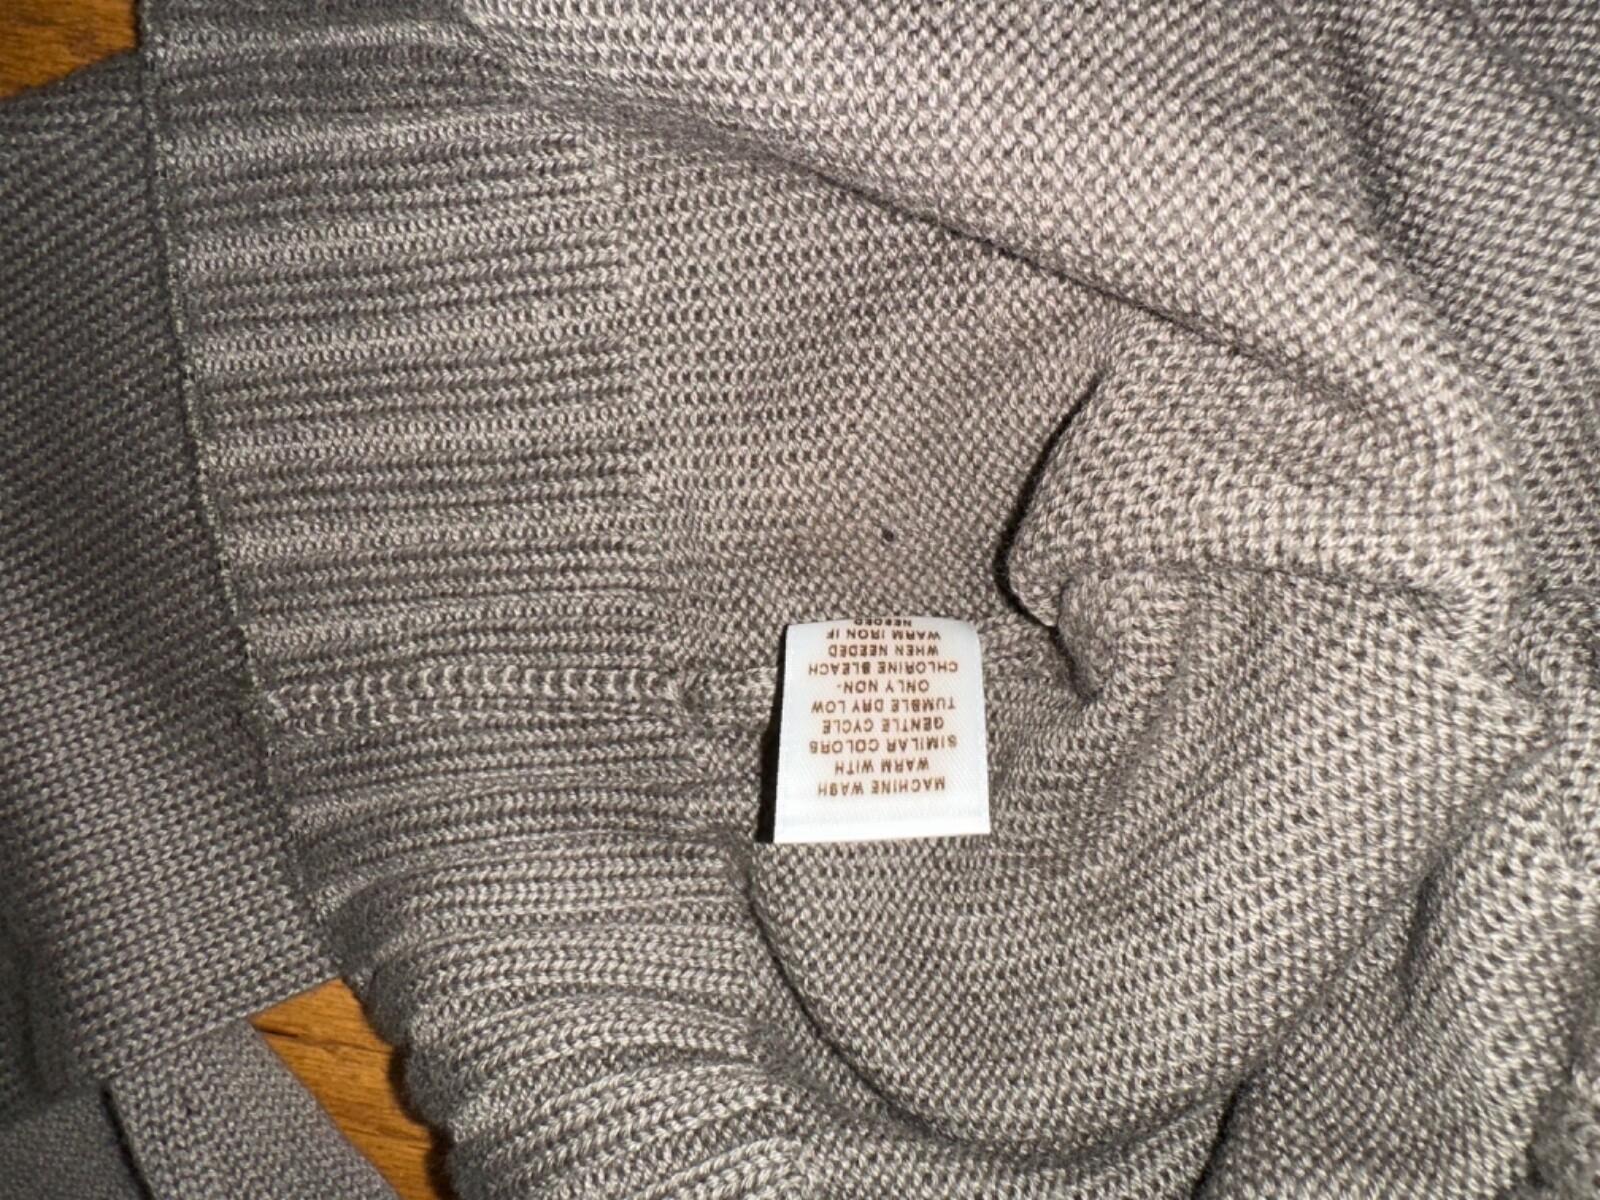 MACHINE WASH
WARM WITH
SIMILAR COLORS
GENTLE CYCLE
TUMBLE DRY LOW
ONLY NON-
CHLORINE BLEACH
WHEN NEEDED
WARM IRON IF
NEEDED